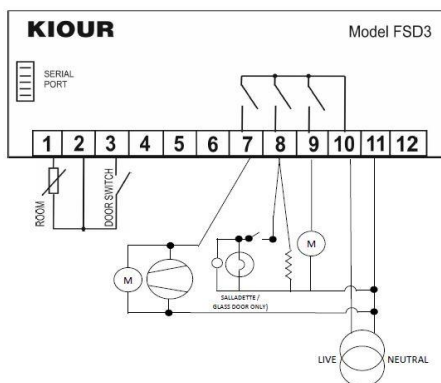 KIOUR
Model FSD3
SERIAL
PORT
1 2 3 4 5 6 7 8 9 10 11 12
ROOM
DOOR SWITCH
M
M
SALLADETTE /
GLASS DOOR ONLY)
LIVE
NEUTRAL